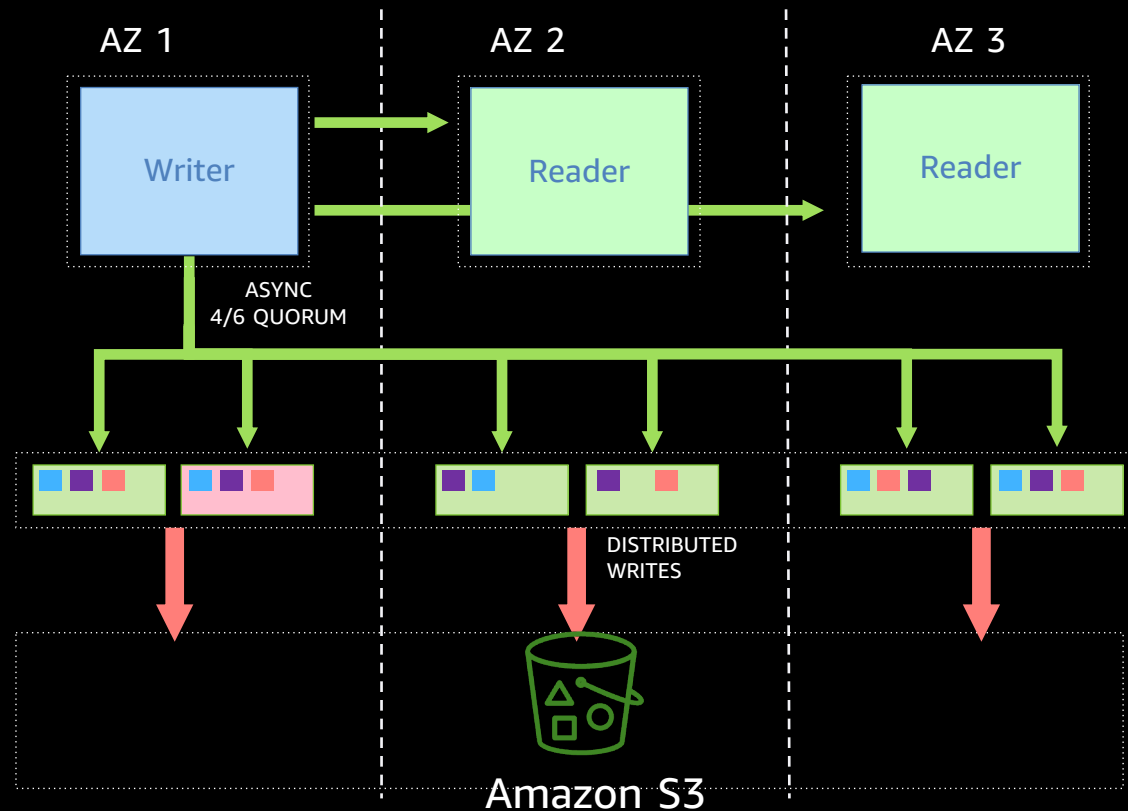 AZ 1
AZ 2
AZ 3
Writer
Reader
Reader
ASYNC
4/6 QUORUM
DISTRIBUTED
WRITES
Amazon S3